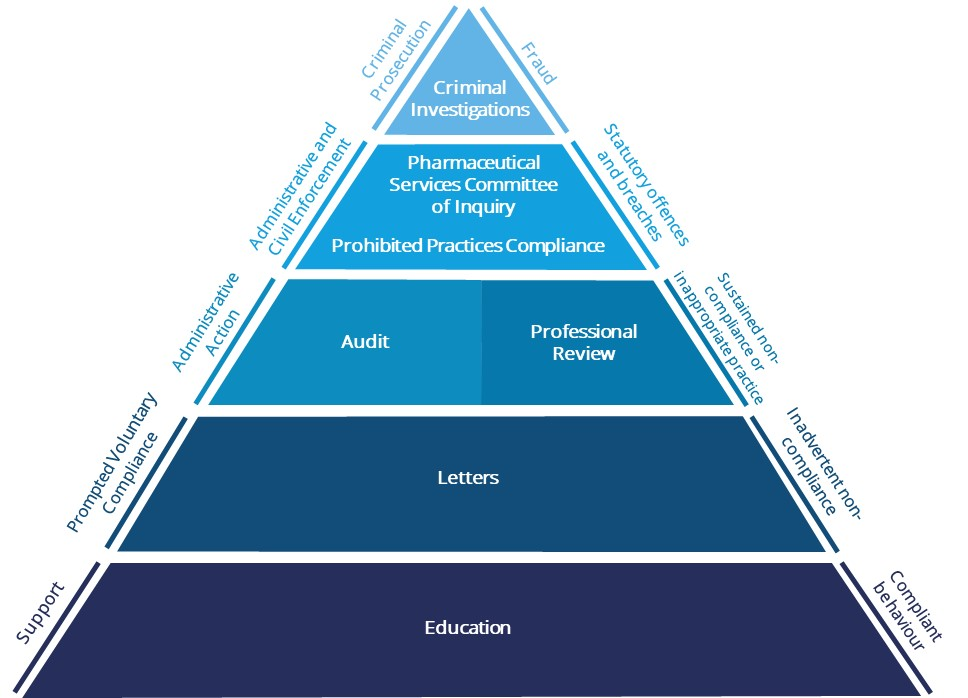 Criminal
Prosecution
Fraud
Criminal
Investigations
Administrative and
Civil Enforcement
Pharmaceutical
Services Committee
of Inquiry
Prohibited Practices Compliance
Statutory offences
and breaches
Administrative
Action
Audit
Professional
Review
Sustained non-
compliance or
inappropriate practice
Prompted Voluntary
Compliance
Letters
Inadvertent non-
compliance
Support
Education
Compliant
behaviour